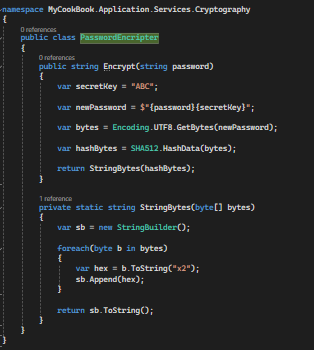 namespace MyCookBook.Application.Services.Cryptography
{
0 references
public class PasswordEncripter
{
0 references
public string Encrypt(string password)
{
var secretKey = "ABC";
var newPassword = $"{password}{secretKey}";
var bytes = Encoding.UTF8.GetBytes(newPassword);
var hashBytes = SHA512.HashData(bytes);
return StringBytes(hashBytes);
}
1 reference
private static string StringBytes(byte[] bytes)
{
var sb = new StringBuilder();
foreach(byte b in bytes)
{
var hex = b.ToString("x2");
sb.Append(hex);
}
return sb.ToString();
}
}
}